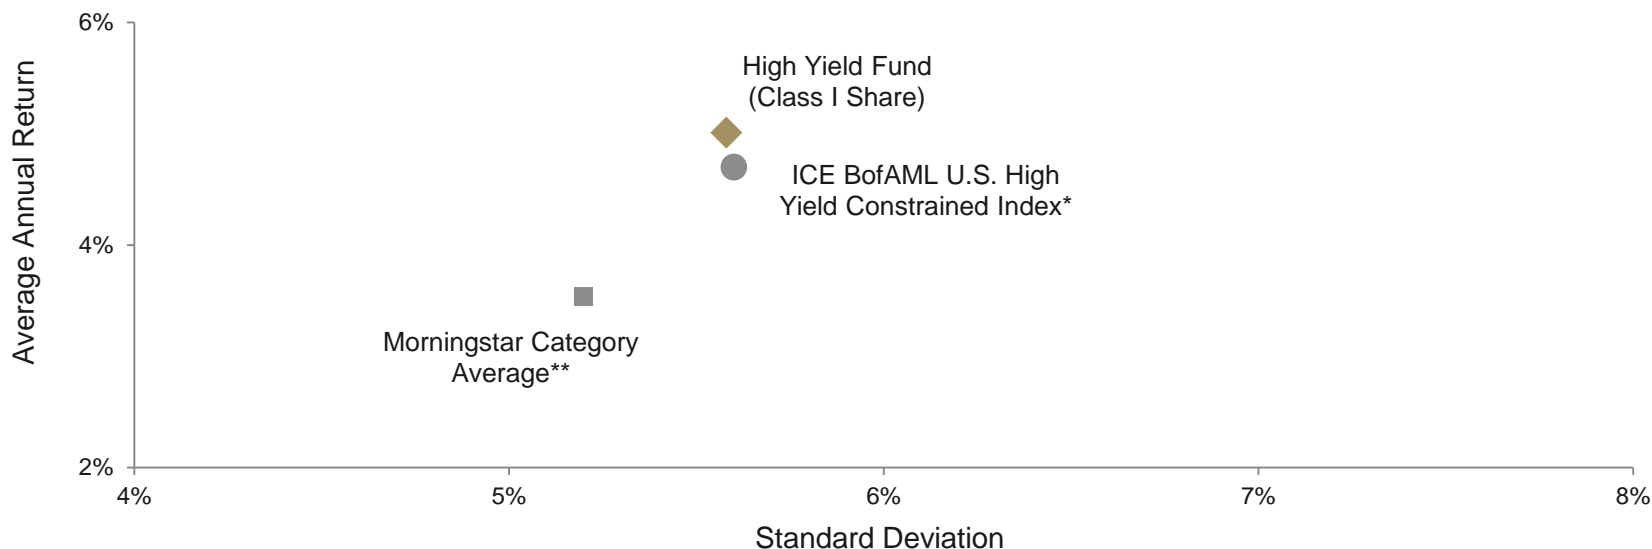 6%
High Yield Fund
(Class I Share)
ICE BofAML U.S. High
Yield Constrained Index*
4%
Average Annual Return
Morningstar Category
Average**
2%
4%
5%
6%
7%
8%
Standard Deviation